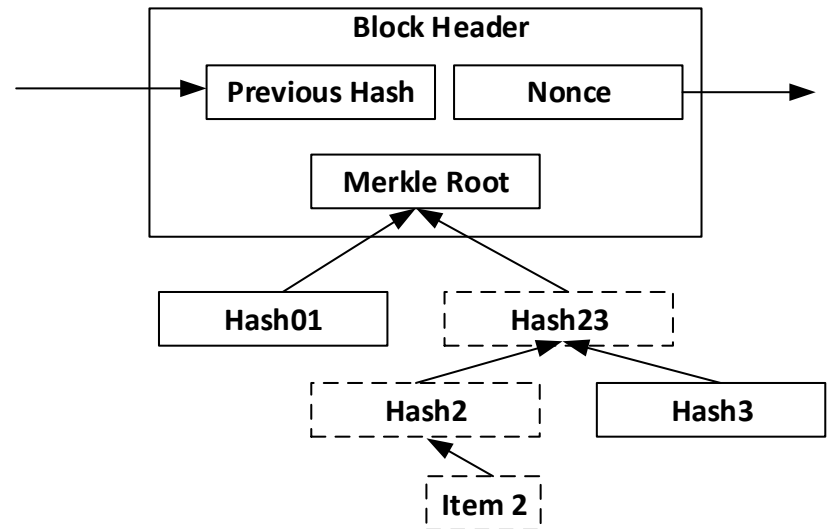 Block Header
Previous Hash
Nonce
Merkle Root
Hash01
Hash23
Hash2
Hash3
Item 2